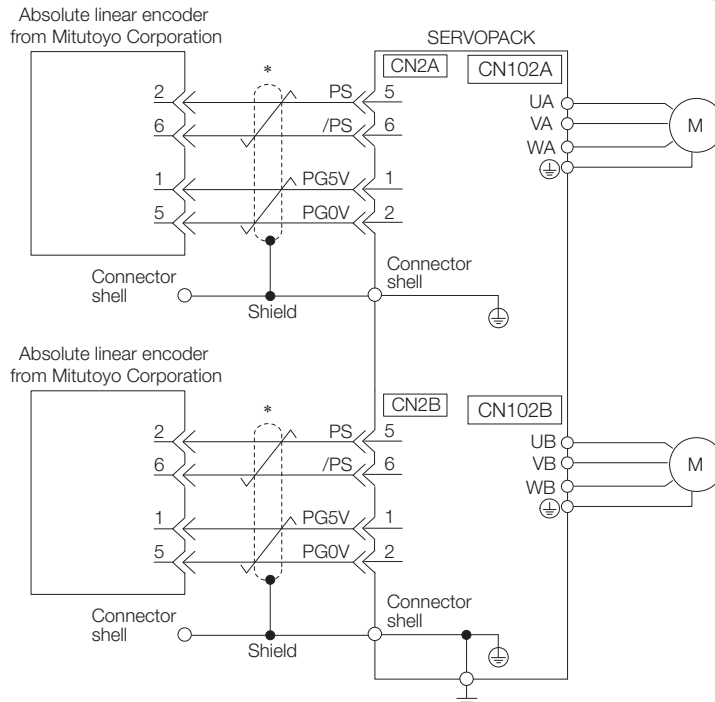 Absolute linear encoder
from Mitutoyo Corporation
SERVOPACK
*
CN2A
CN102A
2
PS
5
UA
6
/PS
6
VA
M
WA
1
PG5V
1
5
PG0V
2
Connector
shell
Connector
shell
Shield
Absolute linear encoder
from Mitutoyo Corporation
*
CN2B
CN102B
2
PS
5
UB
6
/PS
6
VB
M
WB
1
PG5V
1
5
PG0V
2
Connector
shell
Connector
shell
Shield